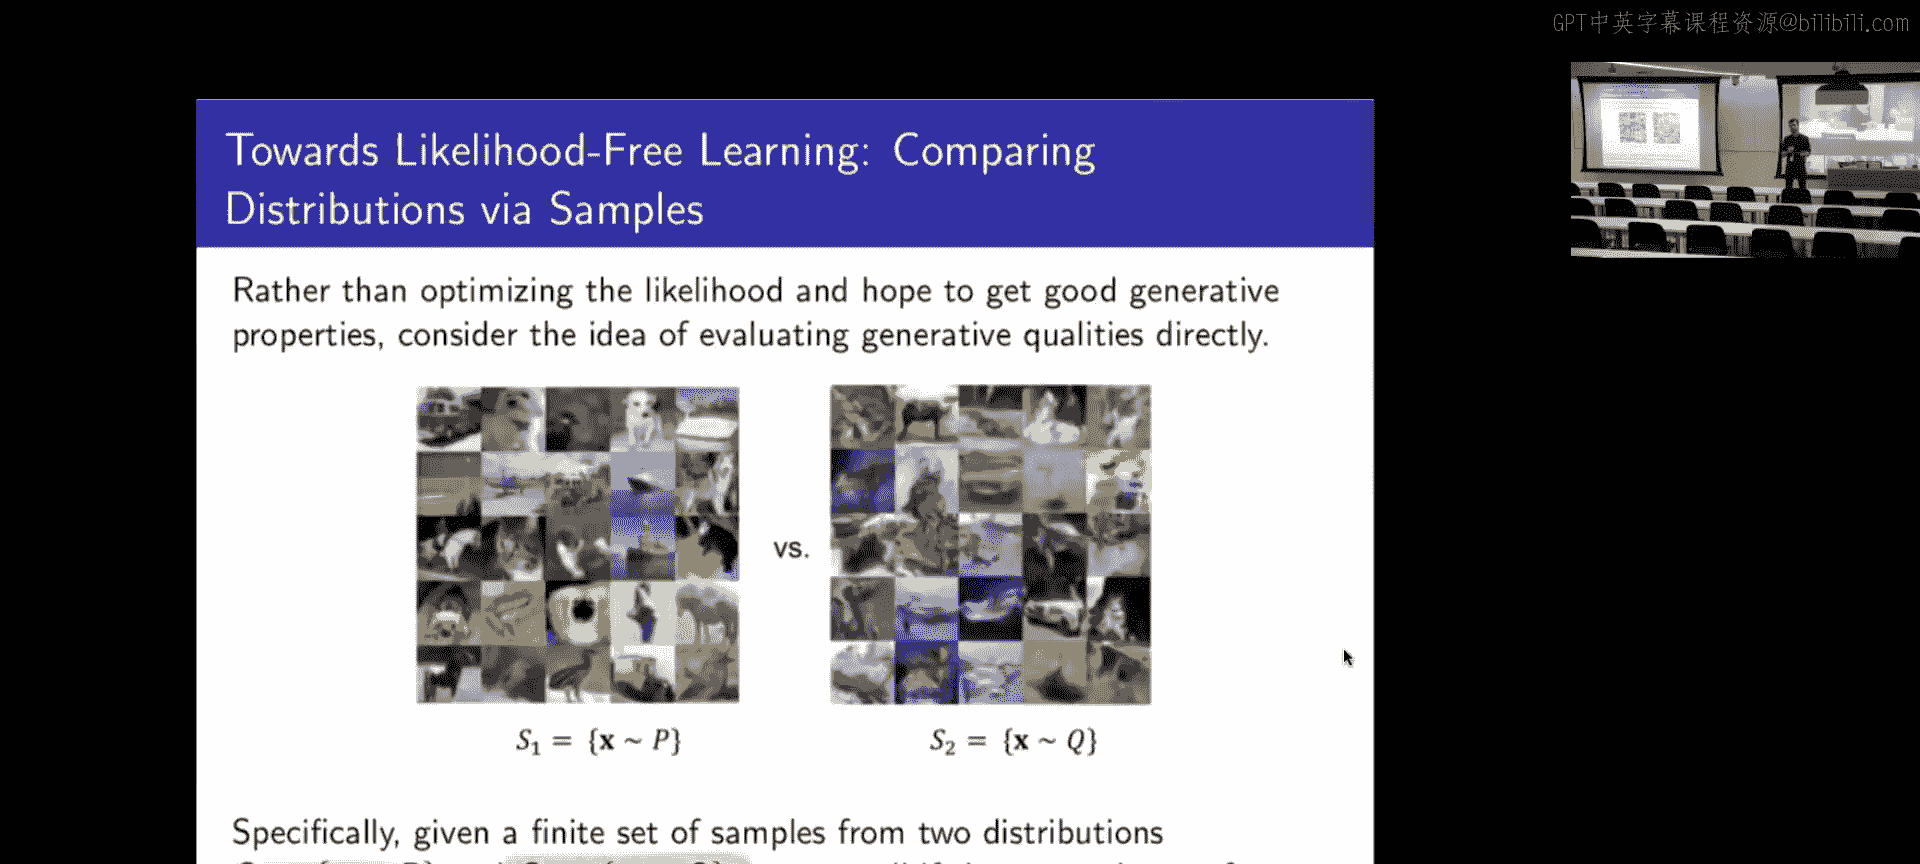 GPT中英字幕课程资源@bilibili.com
Towards Likelihood-Free Learning: Comparing
Distributions via Samples
Rather than optimizing the likelihood and hope to get good generative
properties, consider the idea of evaluating generative qualities directly.
vs.
S₁ = {x ~ P}
S₂ = {x ~ Q}
Specifically, given a finite set of samples from two distributions